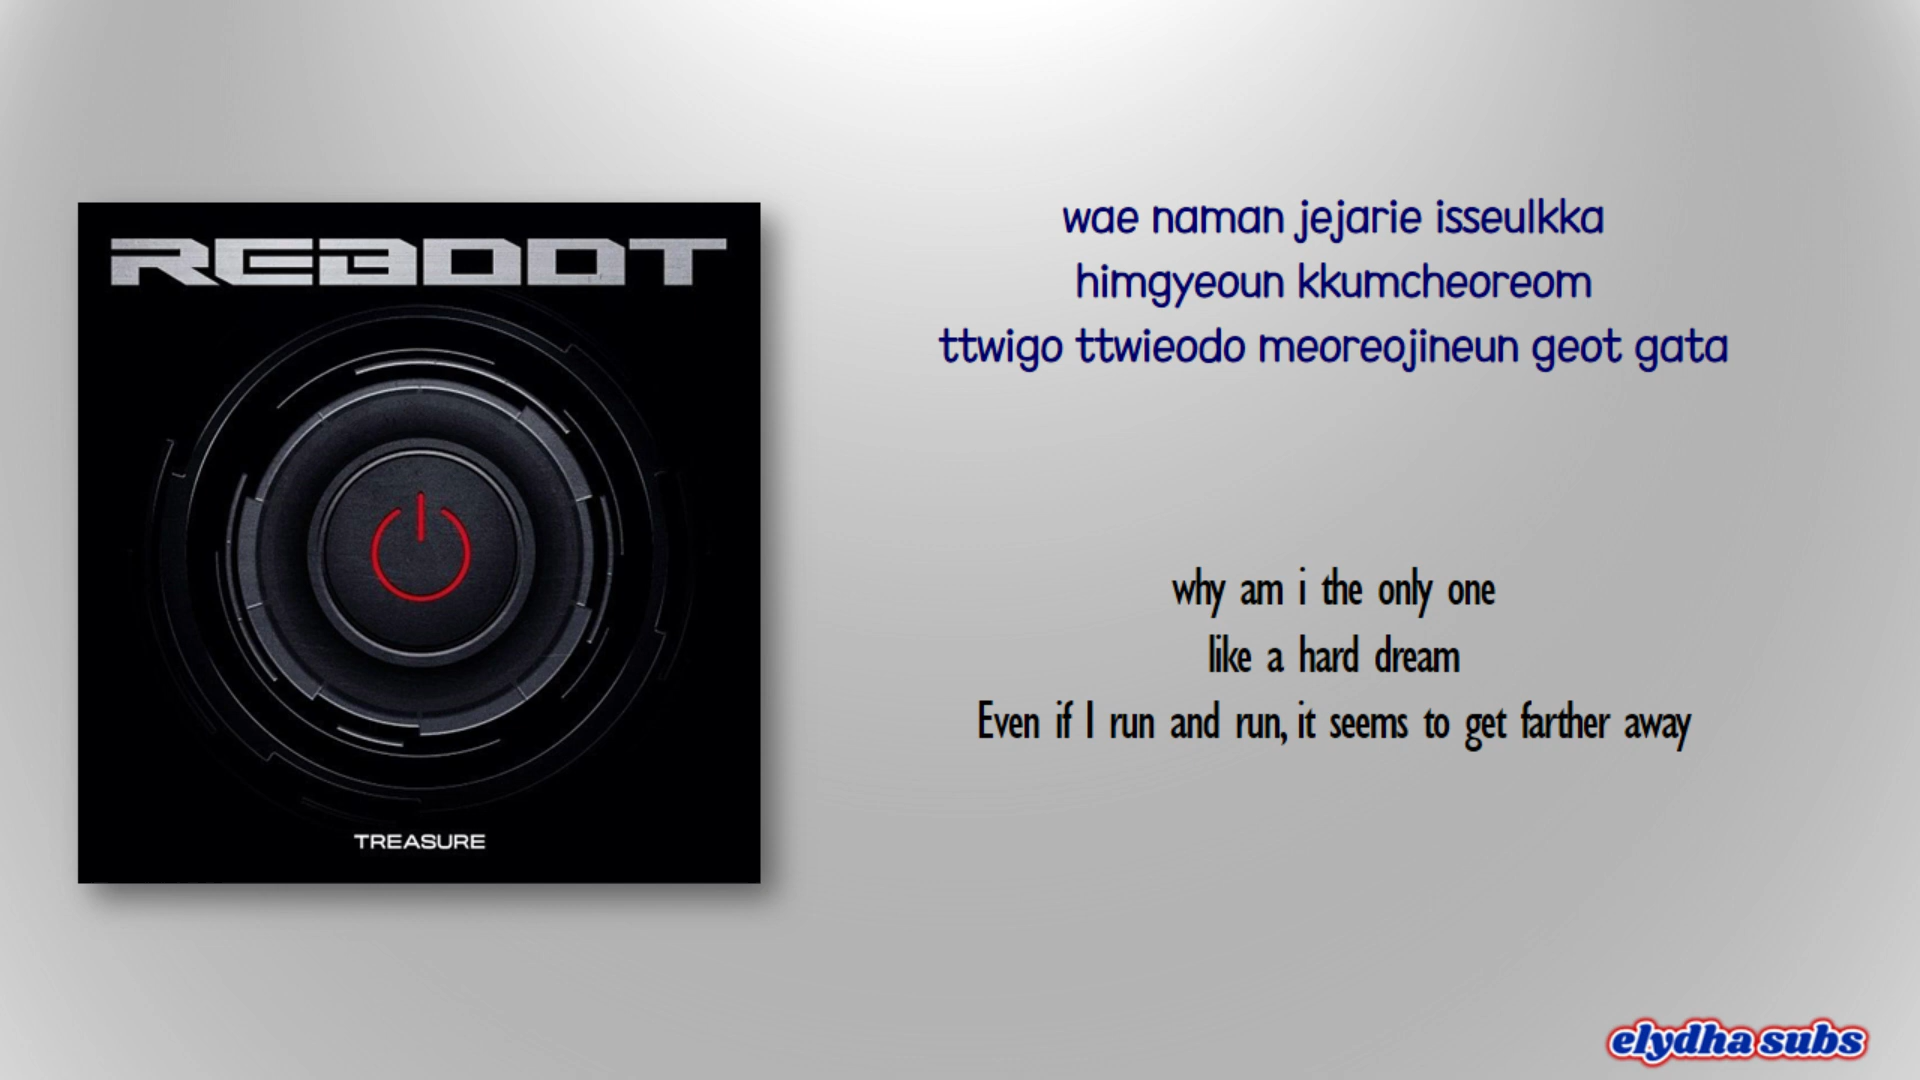 REBOOT
TREASURE
wae naman jejarie isseulkka
himgyeoun kkumcheoreom
ttwigo ttwieodo meoreojineun geot gata
why am i the only one
like a hard dream
Even if I run and run, it seems to get farther away
elydha subs